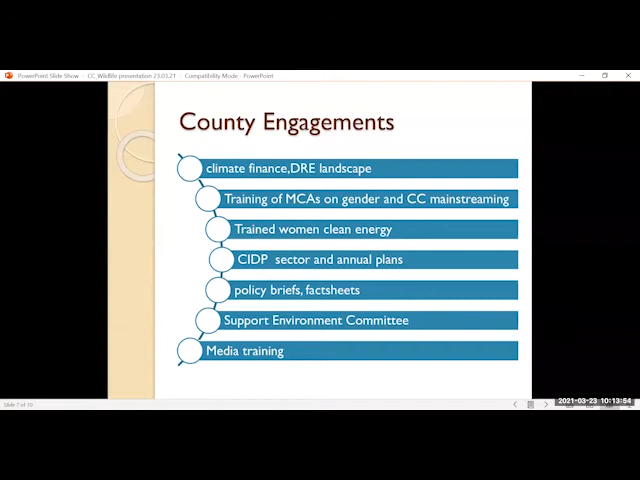 PowerPoint Slide Show CC_Wildlife presentation 23.03.21 Compatibility Mode - PowerPoint
County Engagements
climate finance,DRE landscape
Training of MCAs on gender and CC mainstreaming
Trained women clean energy
CIDP sector and annual plans
policy briefs, factsheets
Support Environment Committee
Media training
Slide 7 of 10
2021-03-23 10:13:54